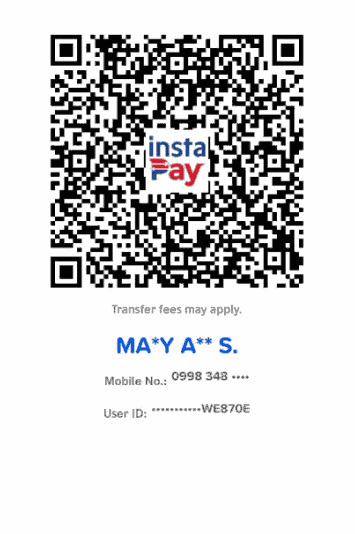 insta
Pay
Transfer fees may apply.
MA*Y A** S.
Mobile No.: 0998 348 ••••
User ID: •••••••••••WE870E